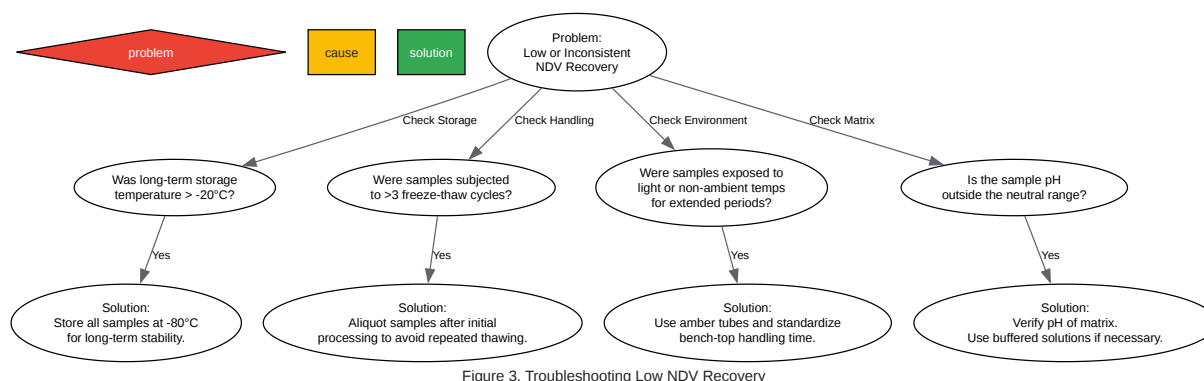 problem
cause
solution
Problem:
Low or Inconsistent
NDV Recovery
Check Storage
Check Handling
Check Environment
Check Matrix
Was long-term storage
temperature > -20°C?
Were samples subjected
to >3 freeze-thaw cycles?
Were samples exposed to
light or non-ambient temps
for extended periods?
Is the sample pH
outside the neutral range?
Yes
Yes
Yes
Yes
Solution:
Store all samples at -80°C
for long-term stability.
Solution:
Aliquot samples after initial
processing to avoid repeated thawing.
Solution:
Use amber tubes and standardize
bench-top handling time.
Solution:
Verify pH of matrix.
Use buffered solutions if necessary.
Figure 3. Troubleshooting Low NDV Recovery